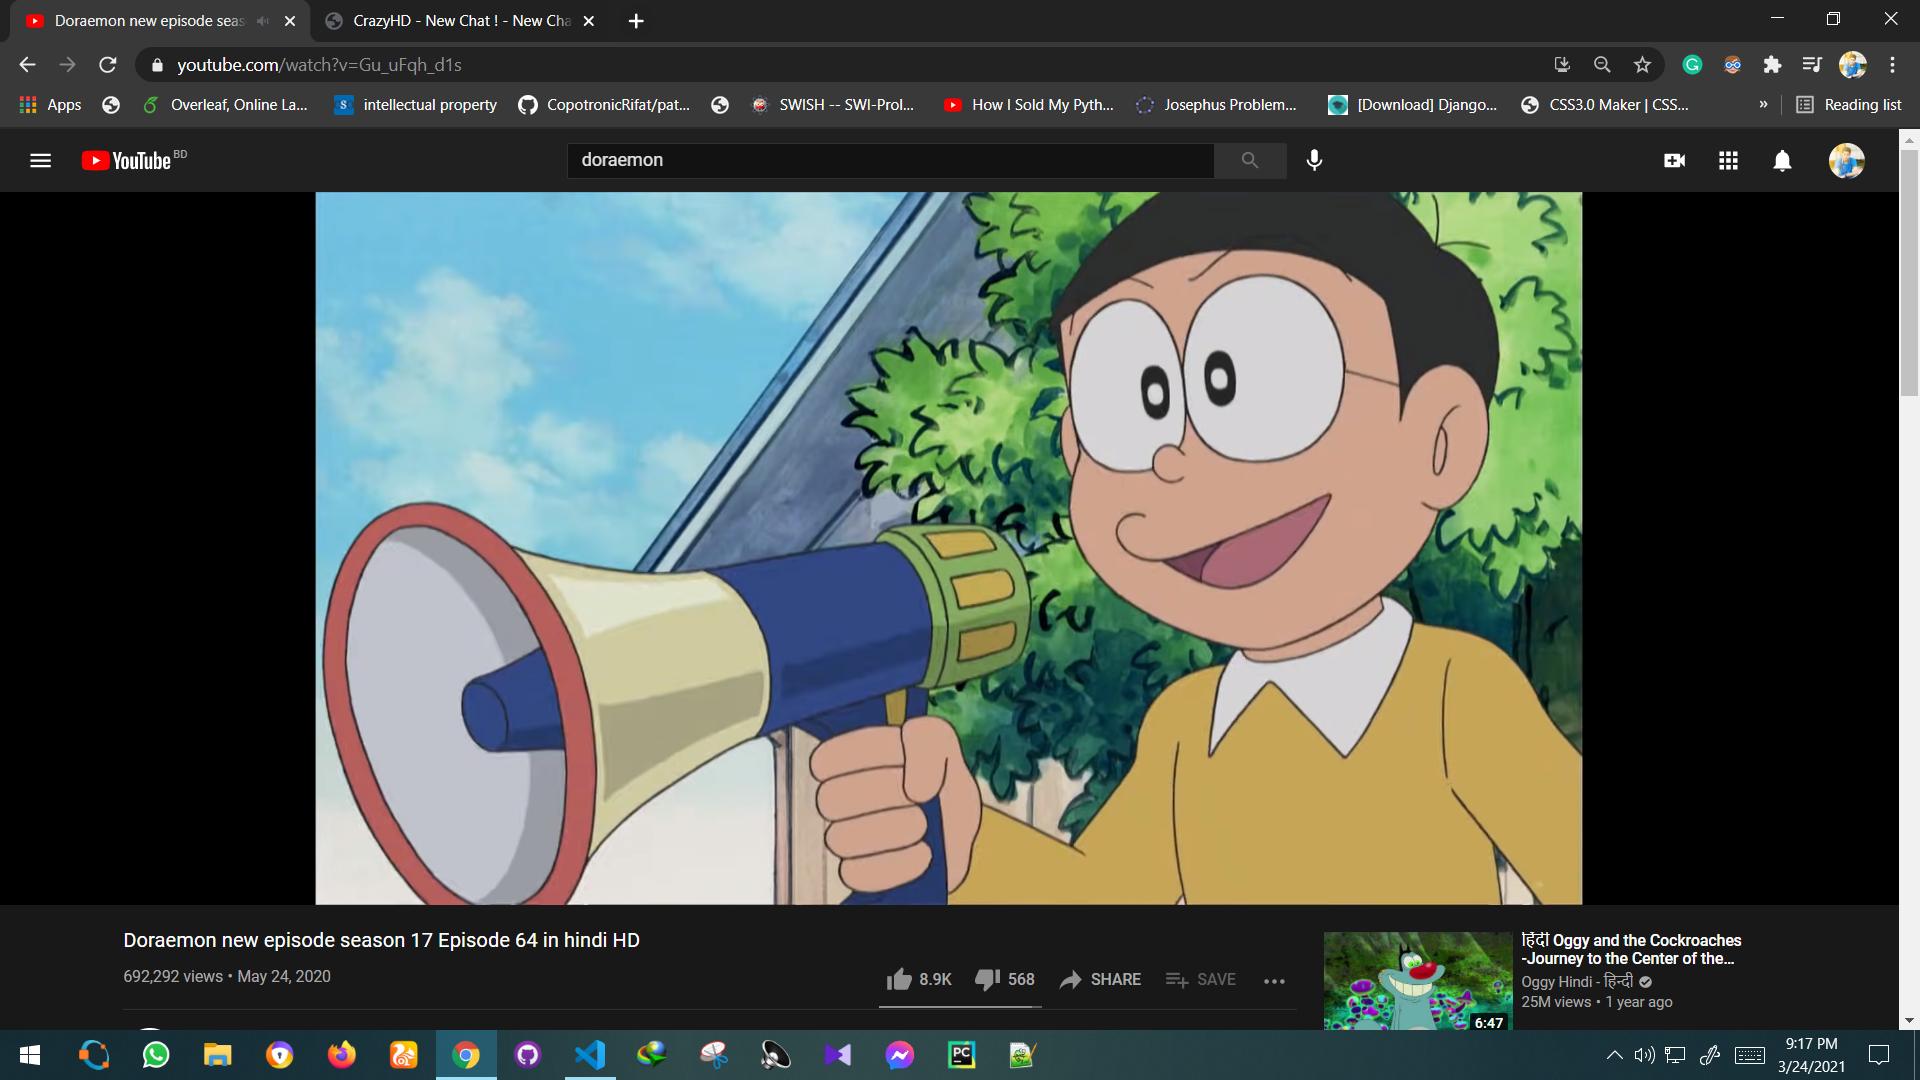 Doraemon new episode seas
CrazyHD - New Chat ! - New Cha
youtube.com/watch?v=Gu_uFqh_d1s
Apps
Overleaf, Online La...
S
intellectual property
CopotronicRifat/pat...
SWISH -- SWI-Prol...
How I Sold My Pyth...
Josephus Problem...
[Download] Django...
CSS3.0 Maker | CSS...
»
Reading list
YouTube BD
doraemon
Doraemon new episode season 17 Episode 64 in hindi HD
692,292 views • May 24, 2020
8.9K
568
SHARE
SAVE
हिंदी Oggy and the Cockroaches
-Journey to the Center of the...
Oggy Hindi - हिन्दी
25M views • 1 year ago
6:47
PC
9:17 PM
3/24/2021